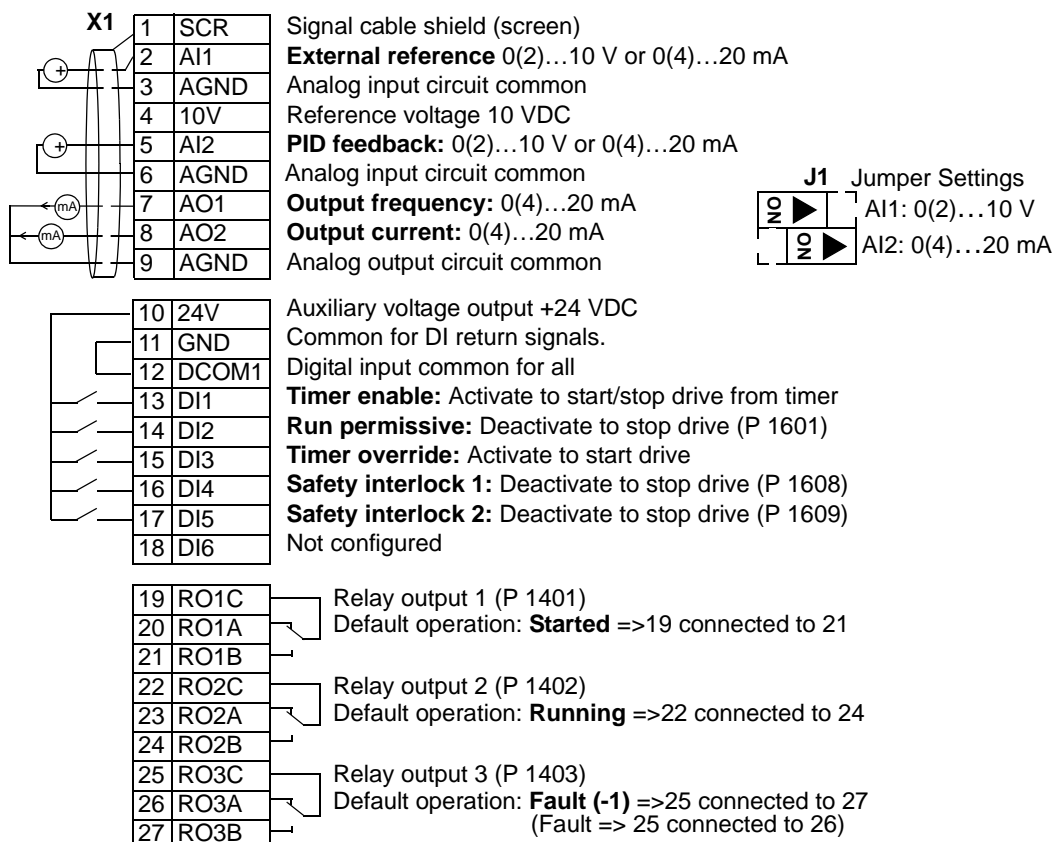 X1
1 SCR Signal cable shield (screen)
2 AI1 External reference 0(2)…10 V or 0(4)…20 mA
3 AGND Analog input circuit common
4 10V Reference voltage 10 VDC
5 AI2 PID feedback: 0(2)…10 V or 0(4)…20 mA
6 AGND Analog input circuit common
7 AO1 Output frequency: 0(4)…20 mA
8 AO2 Output current: 0(4)…20 mA
9 AGND Analog output circuit common
+
+
mA
mA
J1 Jumper Settings
ON AI1: 0(2)…10 V
ON AI2: 0(4)…20 mA
10 24V Auxiliary voltage output +24 VDC
11 GND Common for DI return signals.
12 DCOM1 Digital input common for all
13 DI1 Timer enable: Activate to start/stop drive from timer
14 DI2 Run permissive: Deactivate to stop drive (P 1601)
15 DI3 Timer override: Activate to start drive
16 DI4 Safety interlock 1: Deactivate to stop drive (P 1608)
17 DI5 Safety interlock 2: Deactivate to stop drive (P 1609)
18 DI6 Not configured
19 RO1C Relay output 1 (P 1401)
20 RO1A Default operation: Started =>19 connected to 21
21 RO1B
22 RO2C Relay output 2 (P 1402)
23 RO2A Default operation: Running =>22 connected to 24
24 RO2B
25 RO3C Relay output 3 (P 1403)
26 RO3A Default operation: Fault (-1) =>25 connected to 27
27 RO3B (Fault => 25 connected to 26)